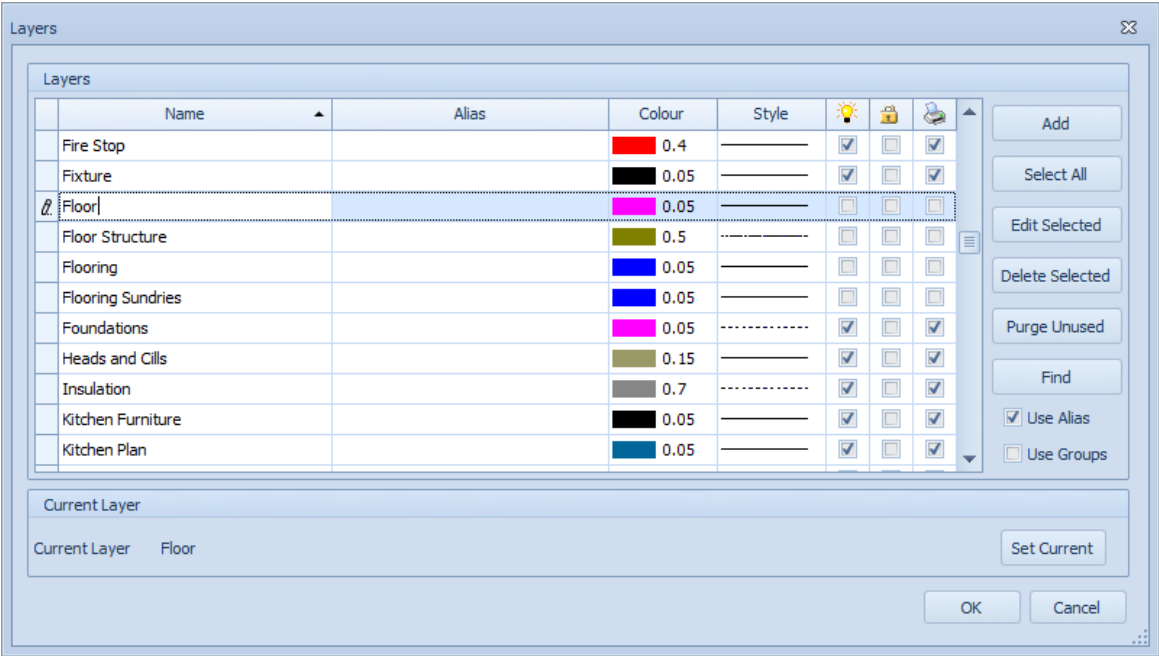 Layers
Layers
Name Alias Colour Style
Fire Stop 0.4
Fixture 0.05
Floor 0.05
Floor Structure 0.5
Flooring 0.05
Flooring Sundries 0.05
Foundations 0.05
Heads and Cills 0.15
Insulation 0.7
Kitchen Furniture 0.05
Kitchen Plan 0.05
Add
Select All
Edit Selected
Delete Selected
Purge Unused
Find
Use Alias
Use Groups
Current Layer
Current Layer Floor
Set Current
OK Cancel